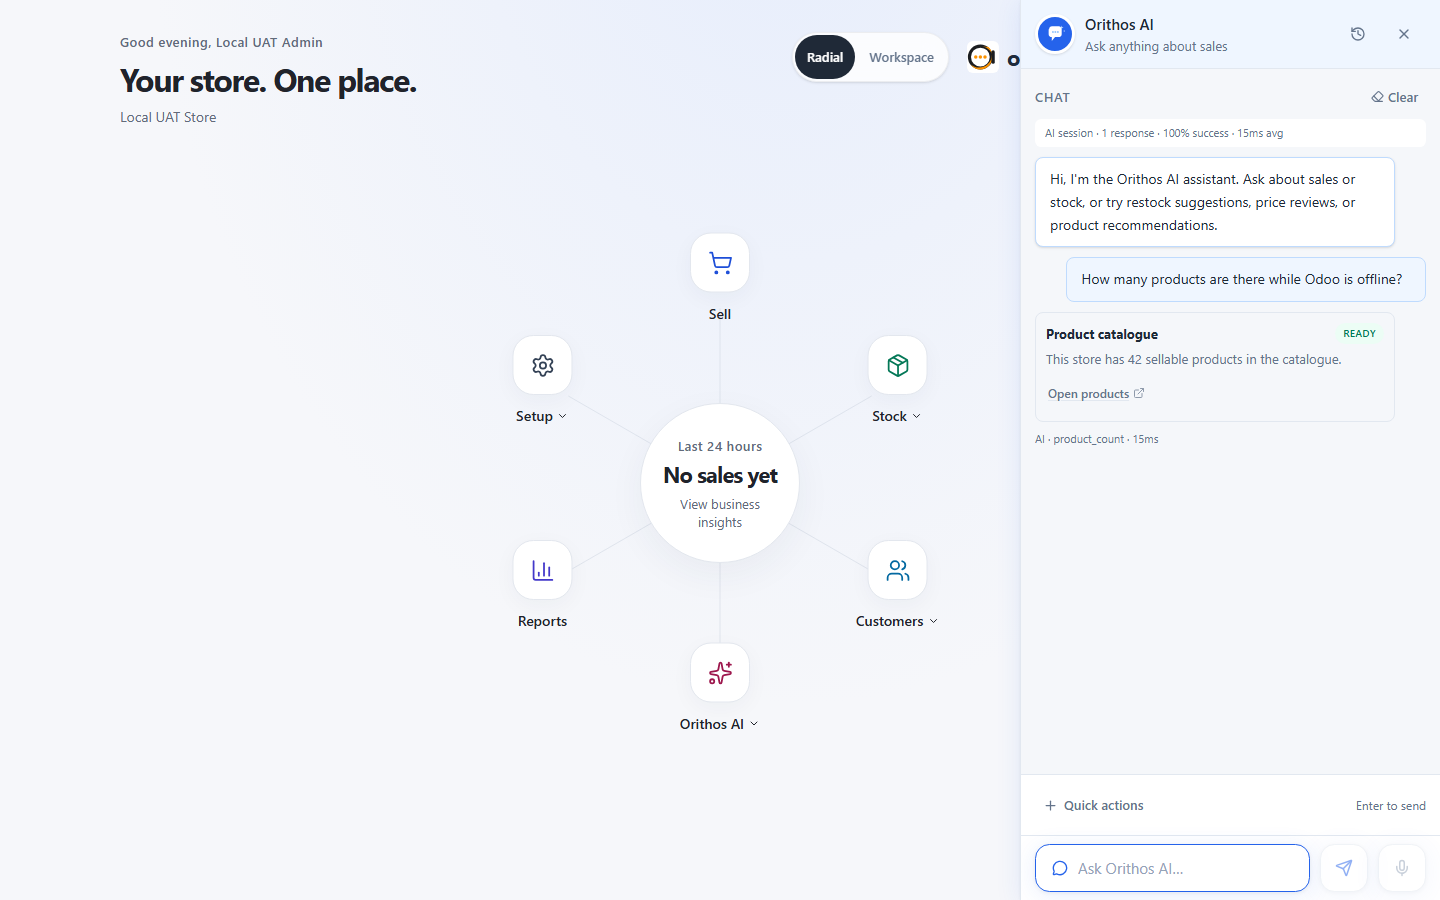 Good evening, Local UAT Admin
Your store. One place.
Local UAT Store
Radial
Workspace
o
Sell
Setup
Stock
Last 24 hours
No sales yet
View business
insights
Reports
Customers
Orithos AI
Orithos AI
Ask anything about sales
CHAT
Clear
AI session · 1 response · 100% success · 15ms avg
Hi, I'm the Orithos AI assistant. Ask about sales or
stock, or try restock suggestions, price reviews, or
product recommendations.
How many products are there while Odoo is offline?
Product catalogue
READY
This store has 42 sellable products in the catalogue.
Open products
AI · product_count · 15ms
Quick actions
Enter to send
Ask Orithos AI...